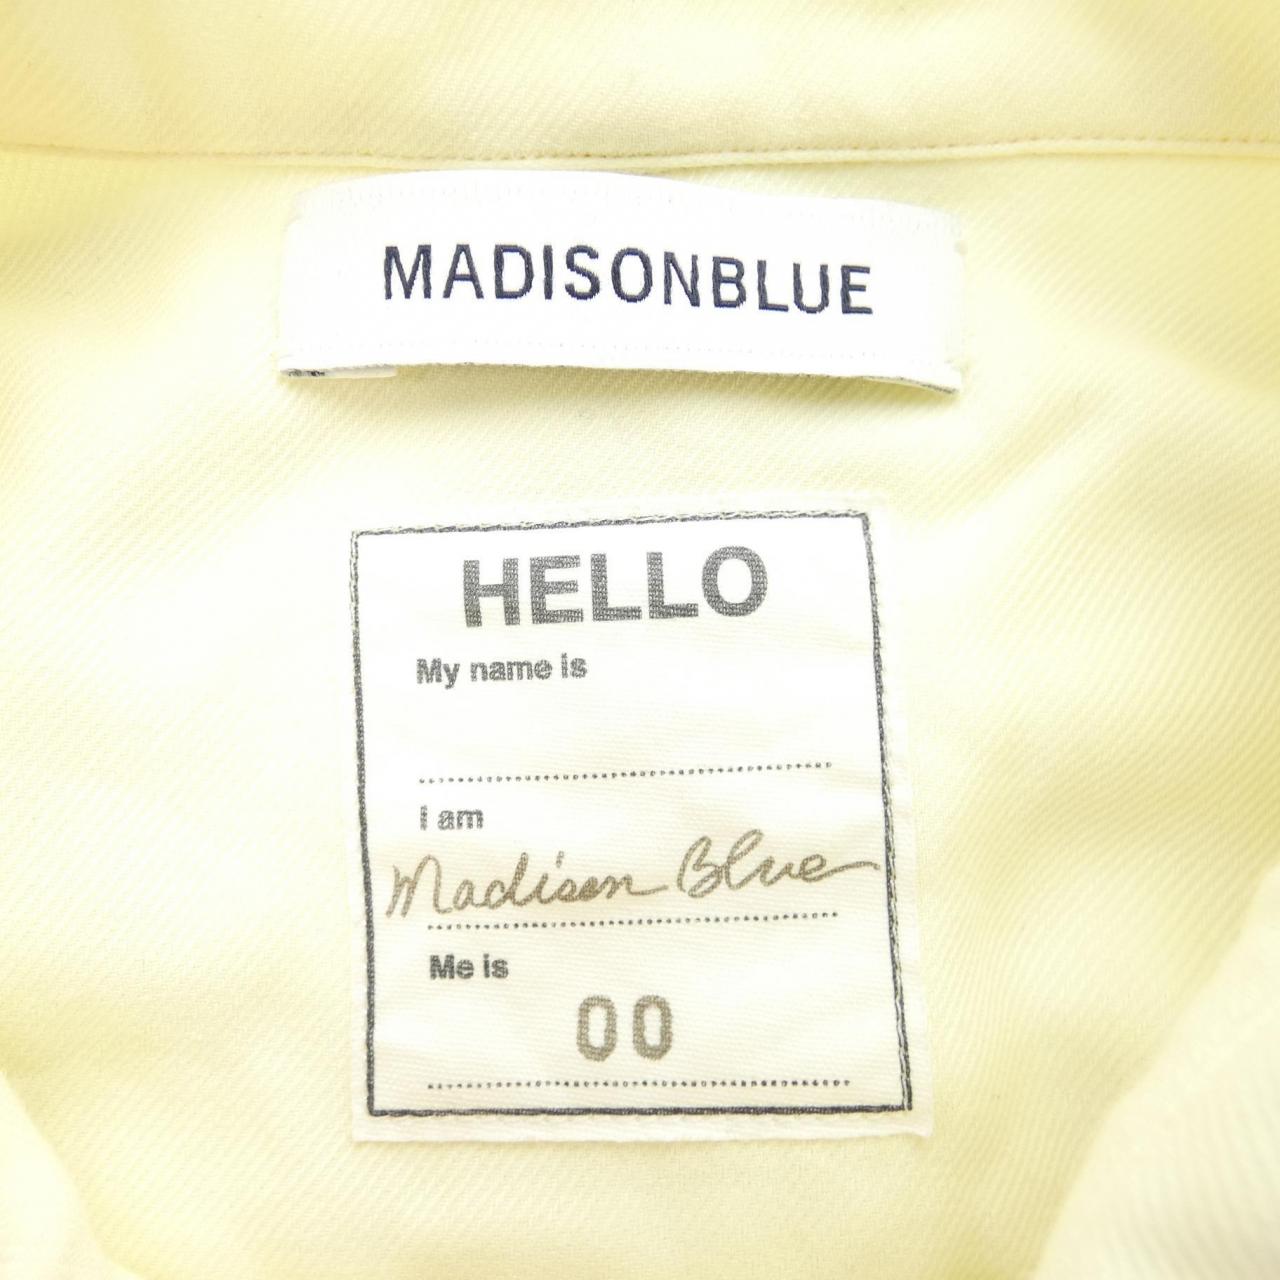 MADISONBLUE
HELLO
My name is
I am
Madison Blue
Me is
00